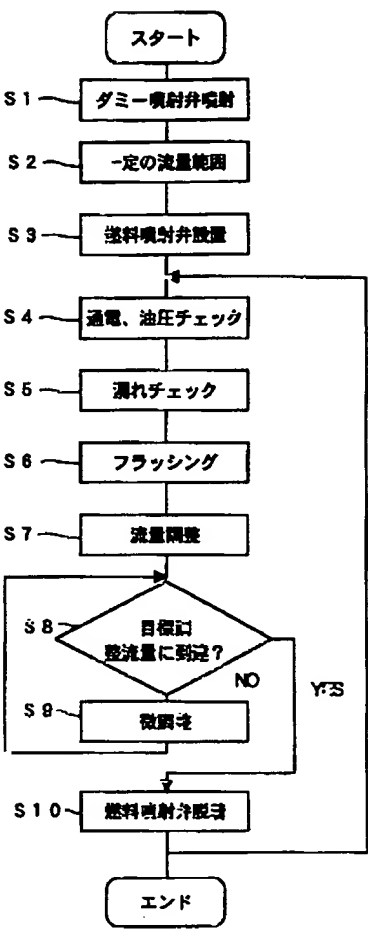 スタート
S1
ダミー噴射弁噴射
S2
一定の流量範囲
S3
燃料噴射弁設置
S4
通電、油圧チェック
S5
漏れチェック
S6
フラッシング
S7
流量調整
S8
目標調
整流量に到達?
NO
YES
S9
微調整
S10
燃料噴射弁脱着
エンド